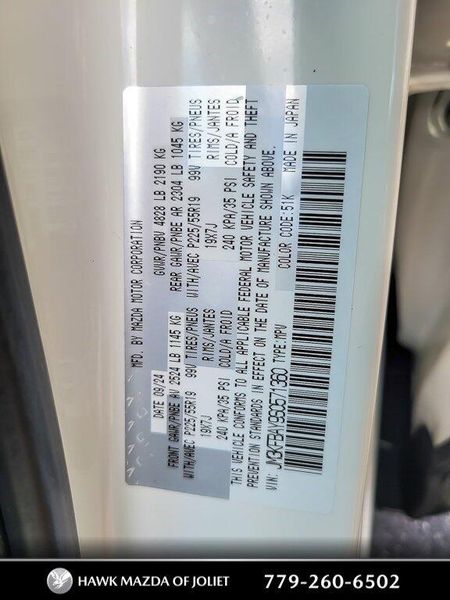 MFD. BY MAZDA MOTOR CORPORATION
DATE 09/24 GVWR/PNBV 4828 LB 2190 KG
FRONT GAWR/PNBE AV 2524 LB 1145 KG REAR GAWR/PNBE AR 2304 LB 1045 KG
WITH/AVEC P225/55R19 99V TIRES/PNEUS WITH/AVEC P225/55R19 99V TIRES/PNEUS
19X7J RIMS/JANTES 19X7J RIMS/JANTES
240 KPA/35 PSI COLD/A FROID 240 KPA/35 PSI COLD/A FROID
THIS VEHICLE CONFORMS TO ALL APPLICABLE FEDERAL MOTOR VEHICLE SAFETY AND THEFT
PREVENTION STANDARDS IN EFFECT ON THE DATE OF MANUFACTURE SHOWN ABOVE.
VIN: TYPE: MPV COLOR CODE: 51K MADE IN JAPAN
HAWK MAZDA OF JOLIET 779-260-6502